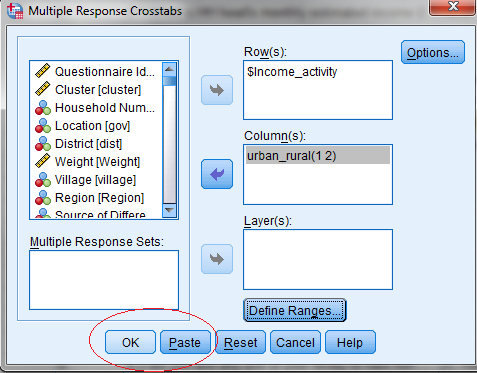 Multiple Response Crosstabs
Questionnaire Id...
Cluster [cluster]
Household Num...
Location [gov]
District [dist]
Weight [Weight]
Village [village]
Region [Region]
Source of Differe
Multiple Response Sets:
Row(s):
$Income_activity
Column(s):
urban_rural(1 2)
Layer(s):
Define Ranges...
Options...
OK
Paste
Reset
Cancel
Help